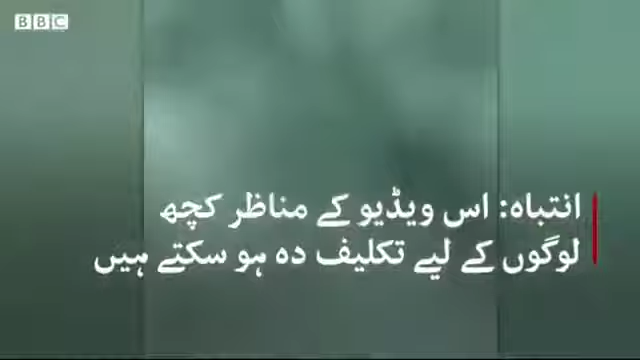 BBC
انتباہ: اس ویڈیو کے مناظر کچھ
لوگوں کے لیے تکلیف دہ ہو سکتے ہیں